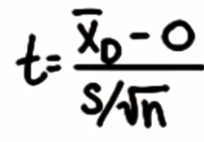 t = (x̄_D − 0) / (s/√n)